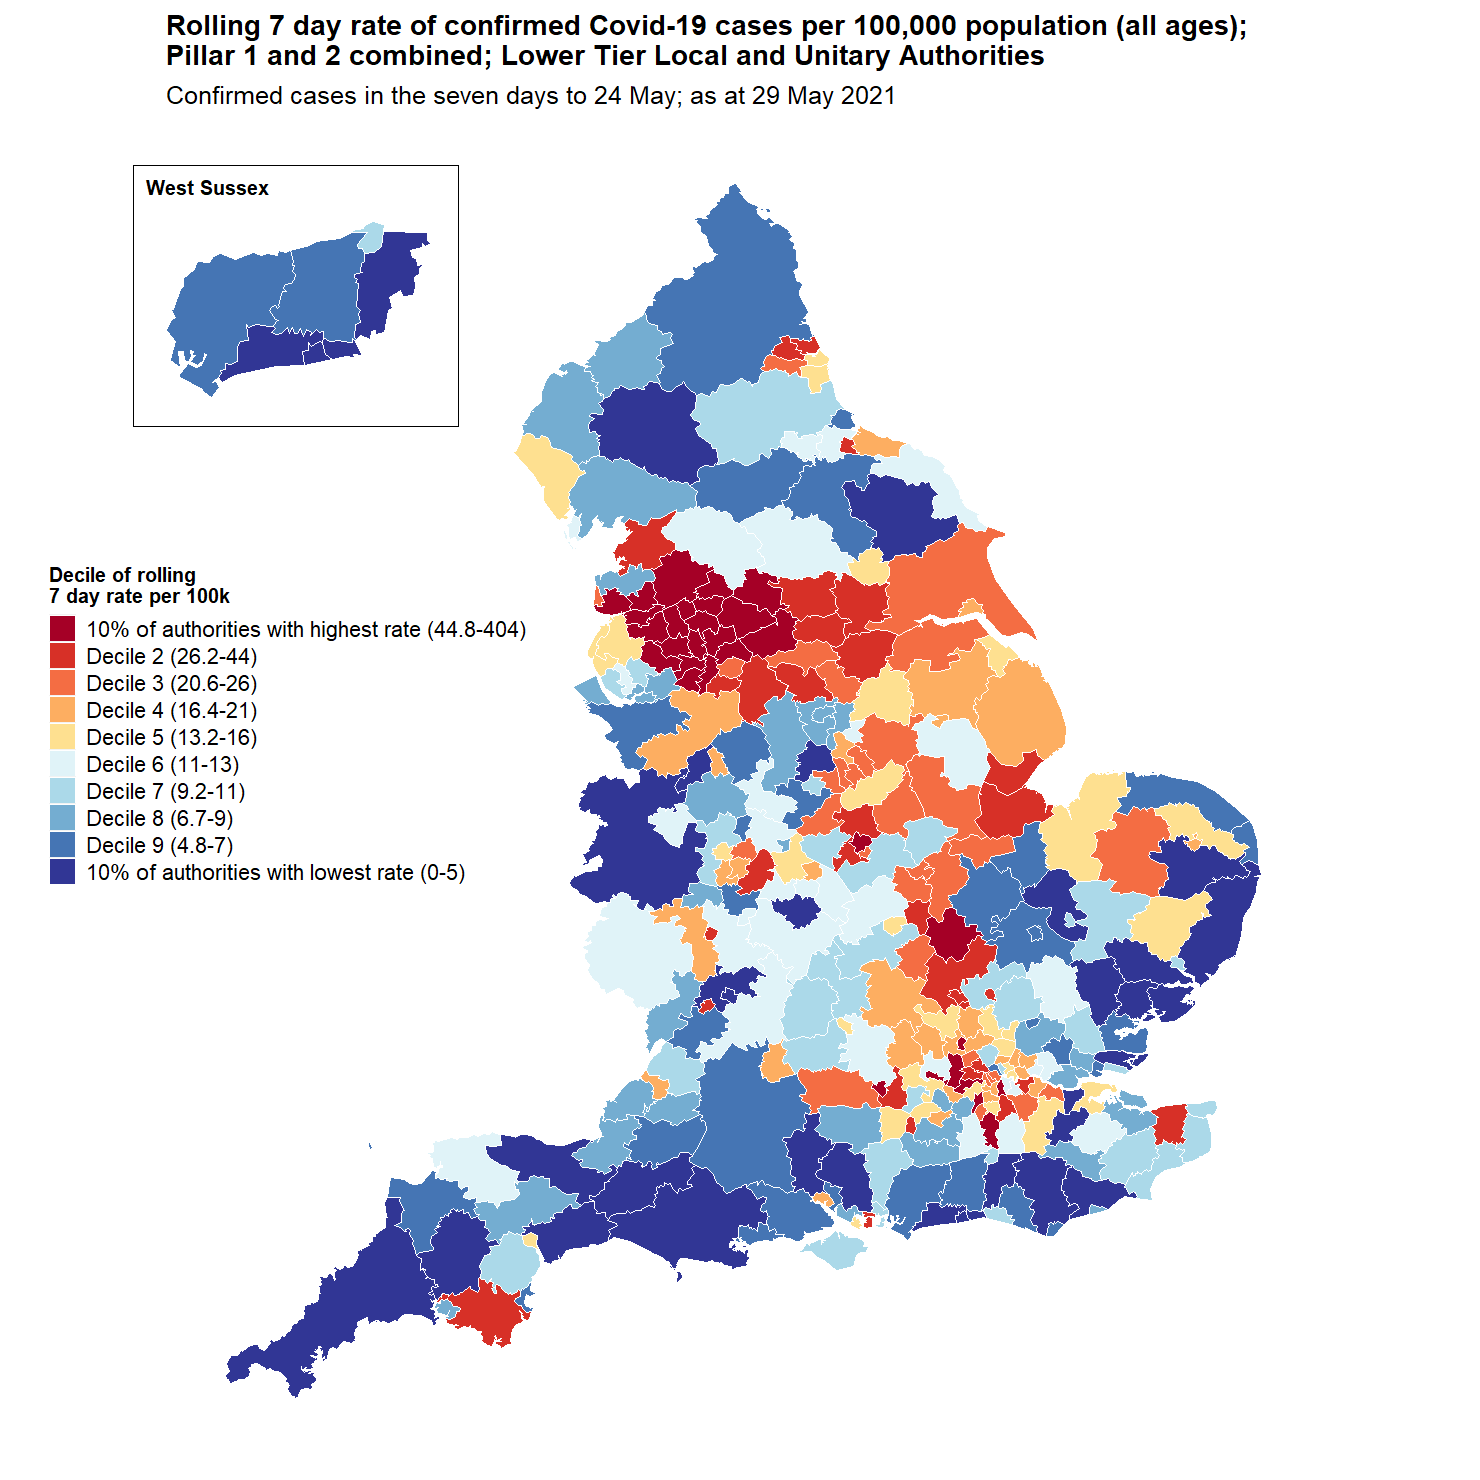 Rolling 7 day rate of confirmed Covid-19 cases per 100,000 population (all ages);
Pillar 1 and 2 combined; Lower Tier Local and Unitary Authorities
Confirmed cases in the seven days to 24 May; as at 29 May 2021
West Sussex
Decile of rolling
7 day rate per 100k
10% of authorities with highest rate (44.8-404)
Decile 2 (26.2-44)
Decile 3 (20.6-26)
Decile 4 (16.4-21)
Decile 5 (13.2-16)
Decile 6 (11-13)
Decile 7 (9.2-11)
Decile 8 (6.7-9)
Decile 9 (4.8-7)
10% of authorities with lowest rate (0-5)